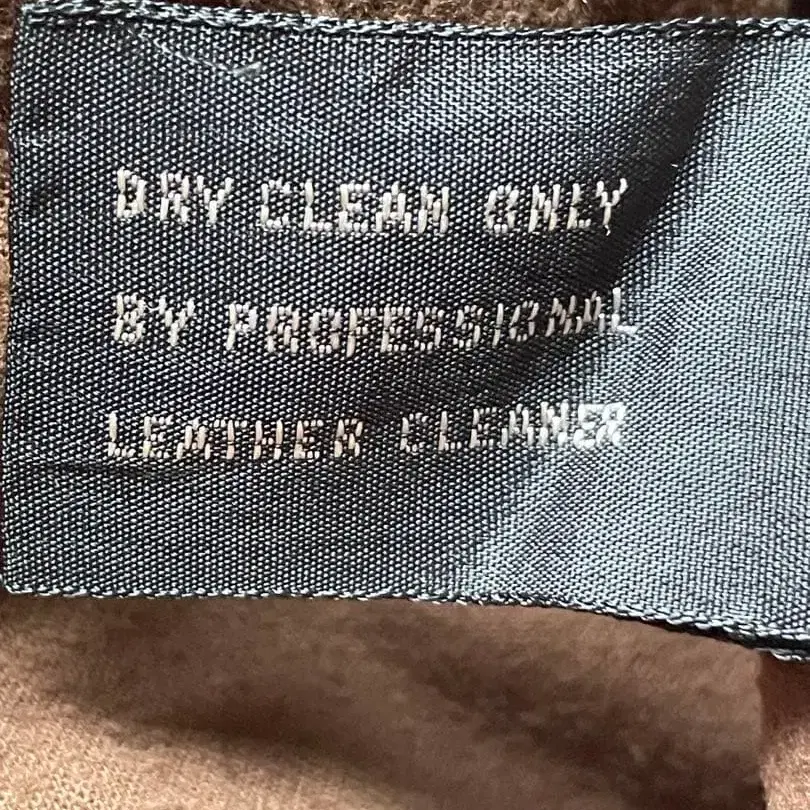 DRY CLEAN ONLY
BY PROFESSIONAL
LEATHER CLEANER